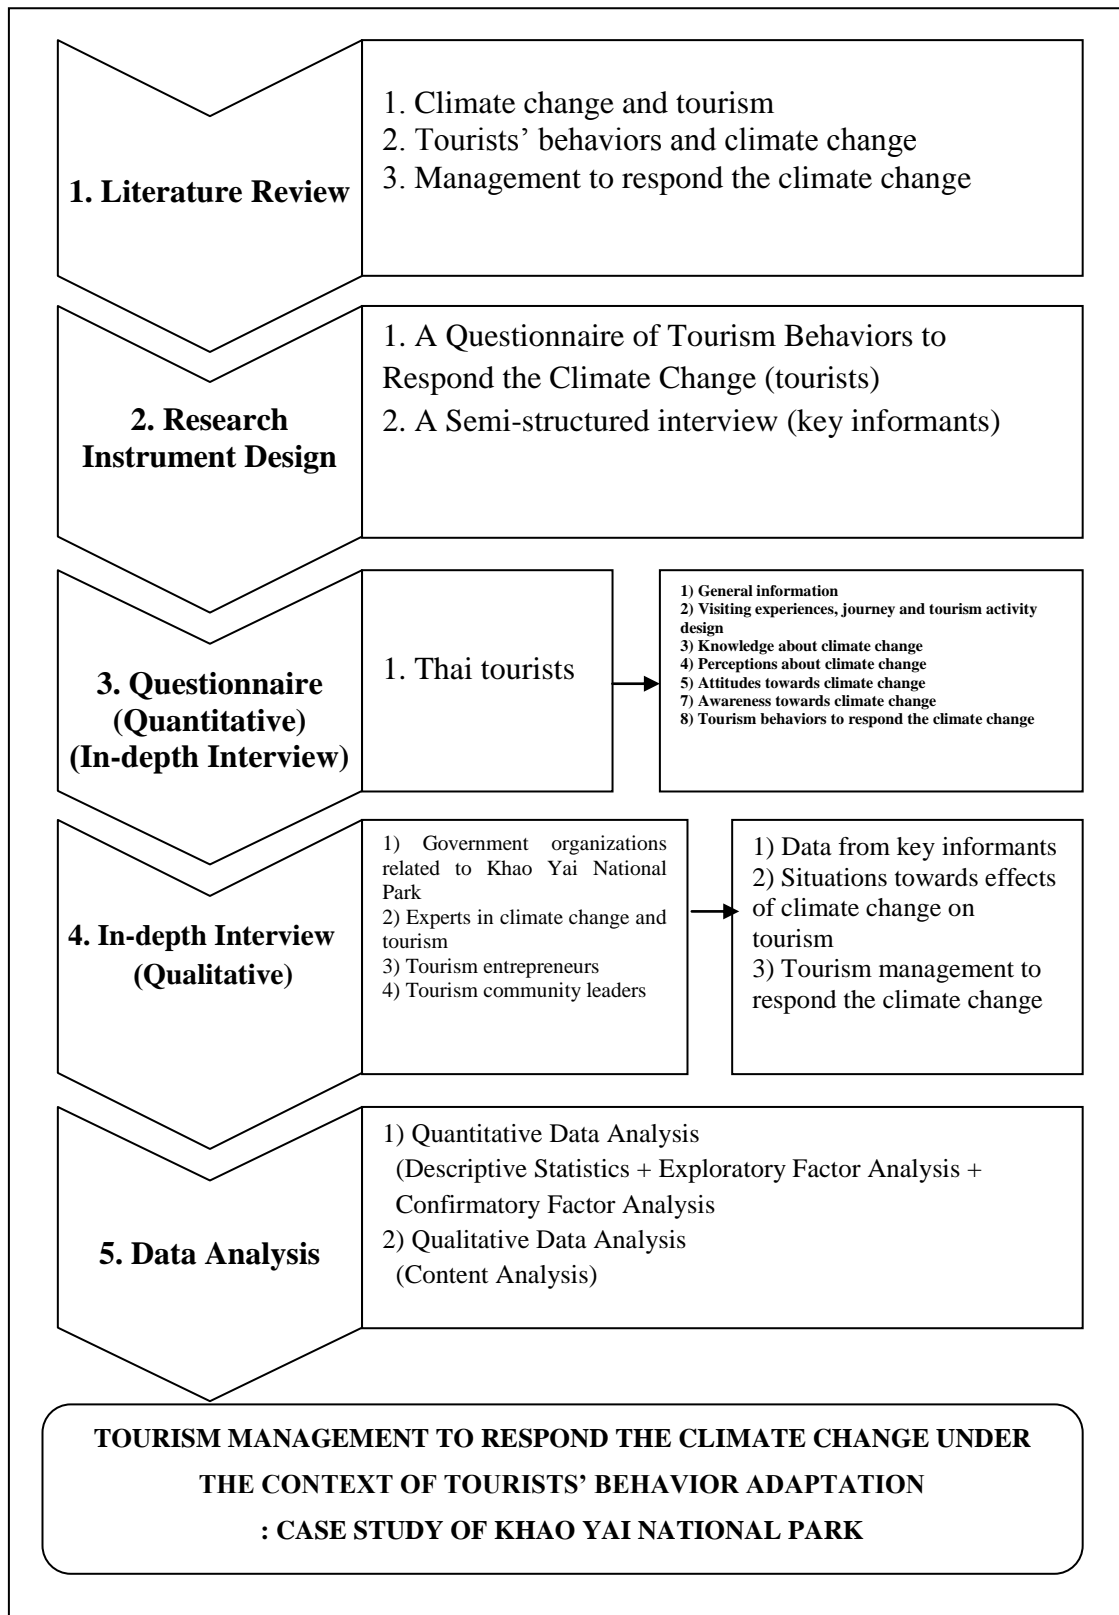 1. Literature Review
1. Climate change and tourism
2. Tourists’ behaviors and climate change
3. Management to respond the climate change
2. Research
Instrument Design
1. A Questionnaire of Tourism Behaviors to
Respond the Climate Change (tourists)
2. A Semi-structured interview (key informants)
3. Questionnaire
(Quantitative)
(In-depth Interview)
1. Thai tourists
1) General information
2) Visiting experiences, journey and tourism activity
design
3) Knowledge about climate change
4) Perceptions about climate change
5) Attitudes towards climate change
7) Awareness towards climate change
8) Tourism behaviors to respond the climate change
4. In-depth Interview
(Qualitative)
1) Government organizations
related to Khao Yai National
Park
2) Experts in climate change and
tourism
3) Tourism entrepreneurs
4) Tourism community leaders
1) Data from key informants
2) Situations towards effects
of climate change on
tourism
3) Tourism management to
respond the climate change
5. Data Analysis
1) Quantitative Data Analysis
(Descriptive Statistics + Exploratory Factor Analysis +
Confirmatory Factor Analysis
2) Qualitative Data Analysis
(Content Analysis)
TOURISM MANAGEMENT TO RESPOND THE CLIMATE CHANGE UNDER
THE CONTEXT OF TOURISTS’ BEHAVIOR ADAPTATION
: CASE STUDY OF KHAO YAI NATIONAL PARK